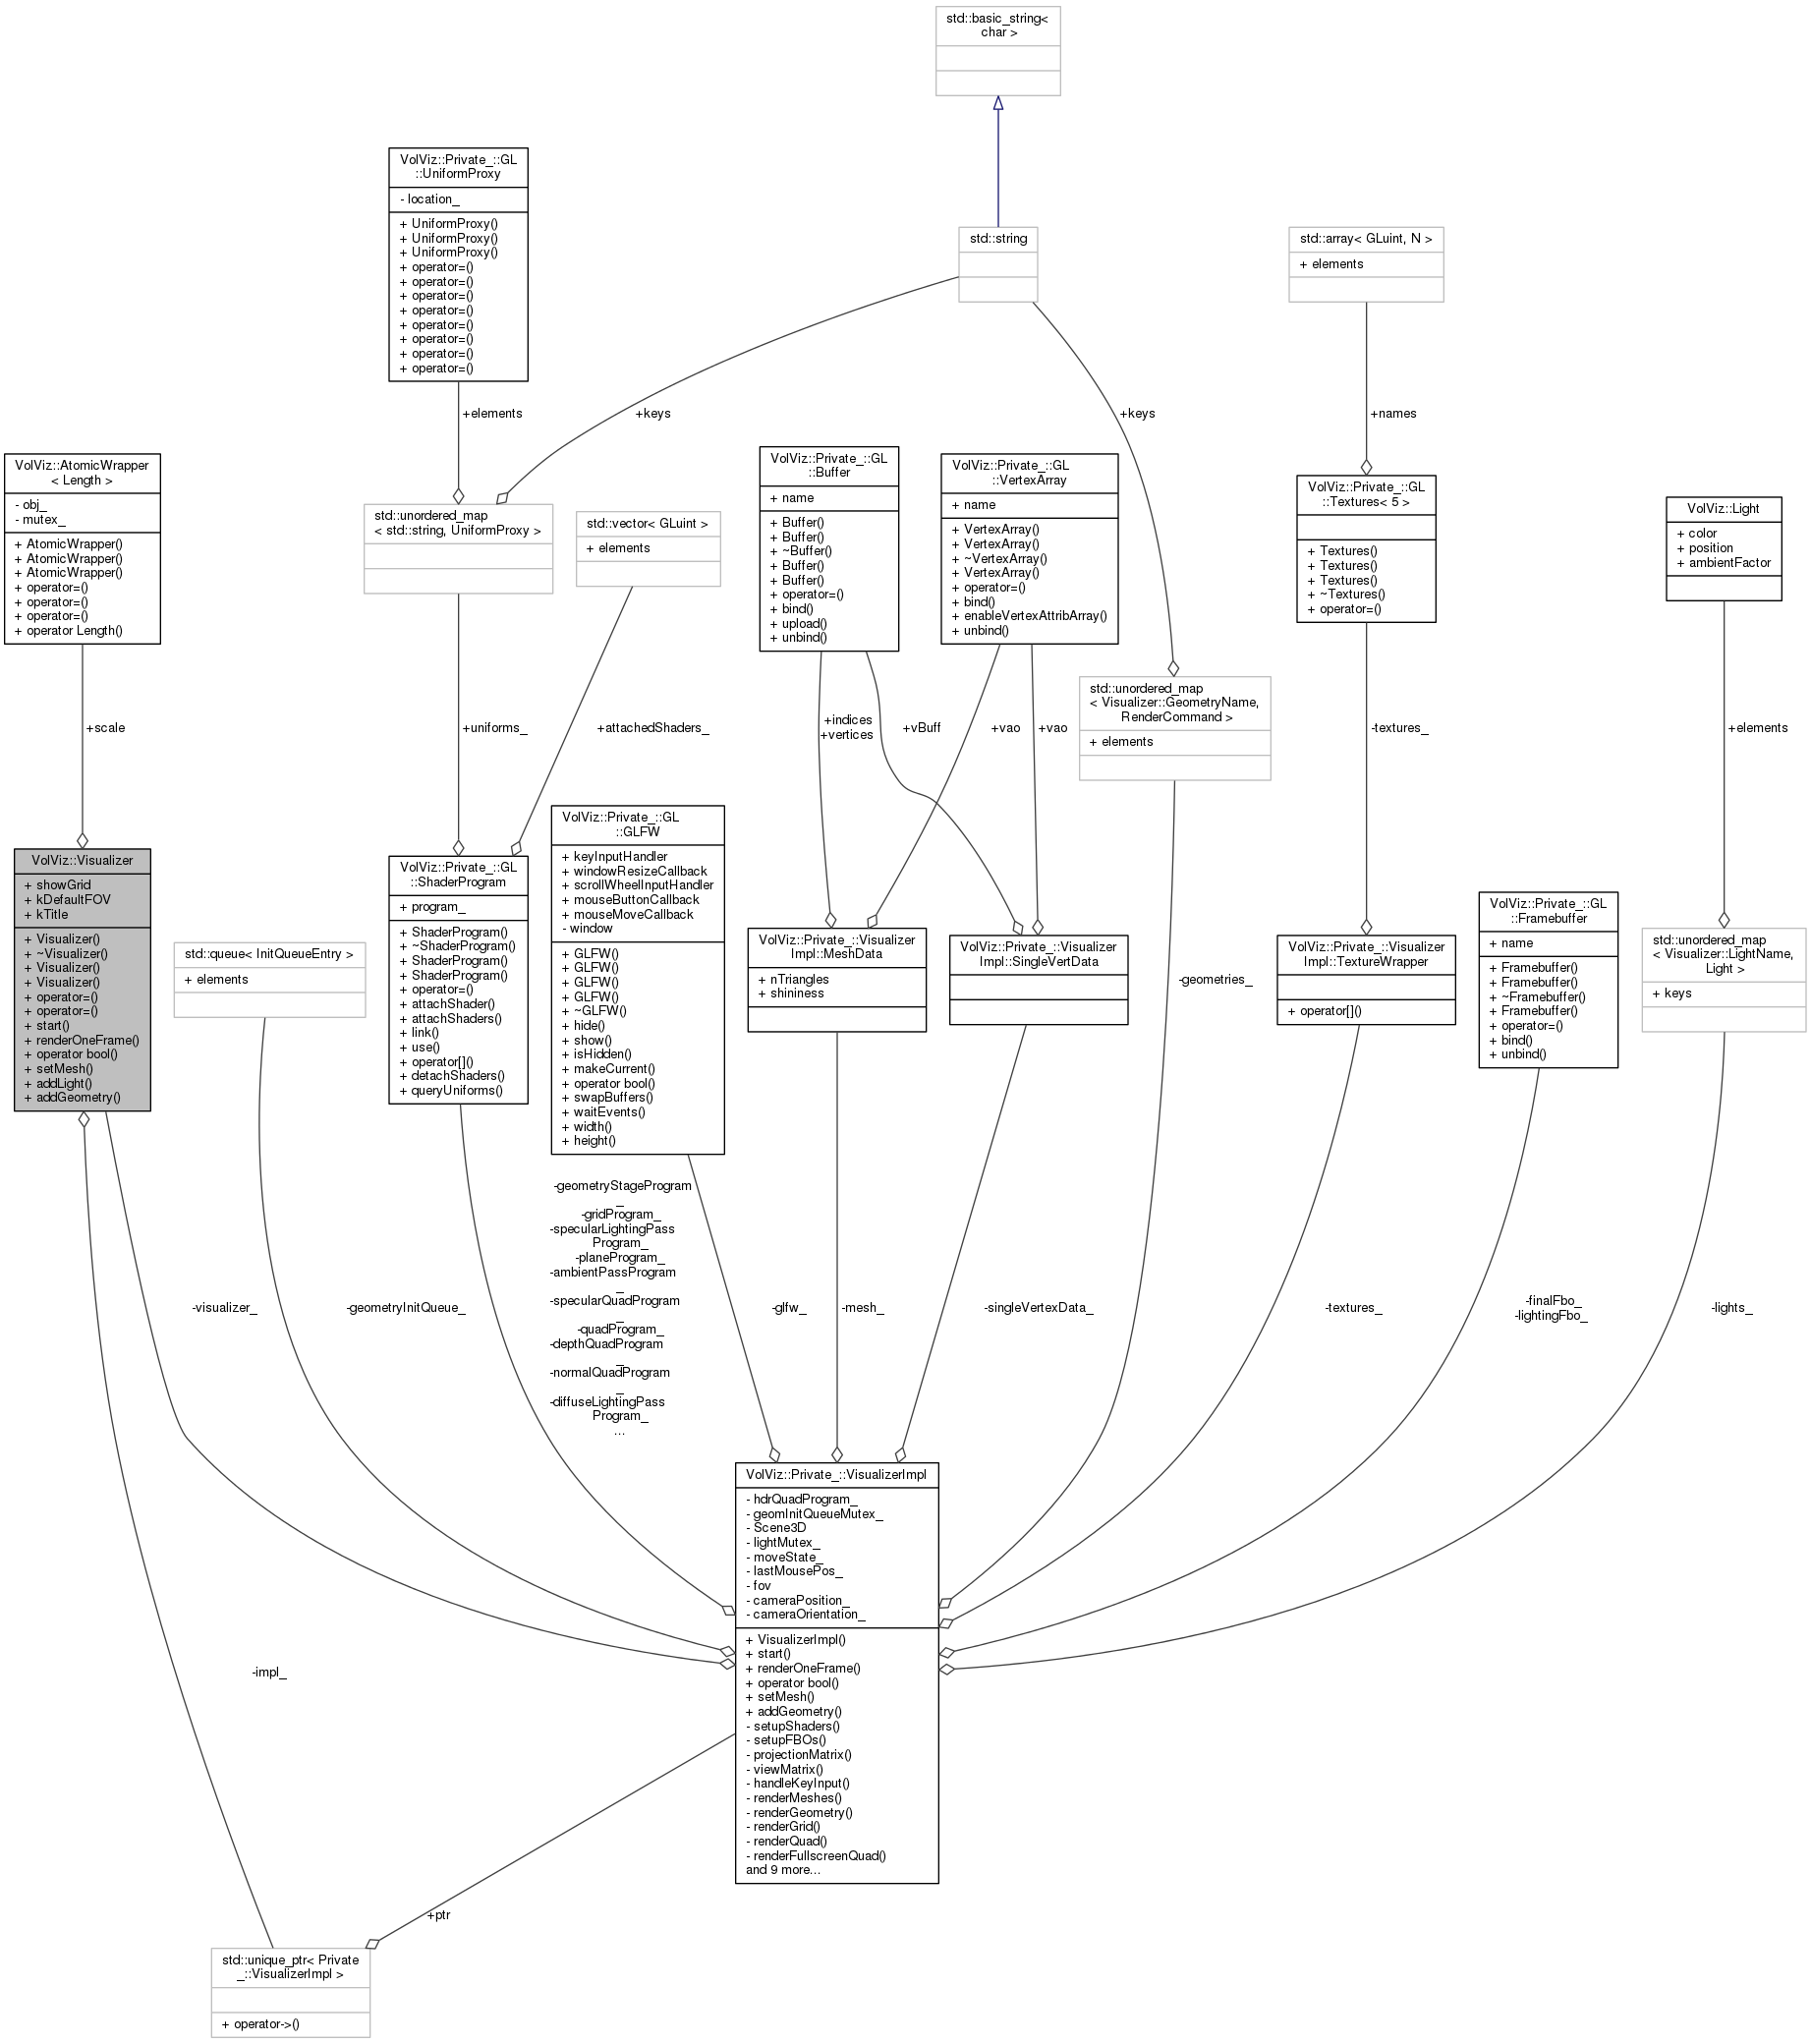 std::basic_string<
char >
VolViz::Private_::GL
::UniformProxy
- location_
+ UniformProxy()
+ UniformProxy()
+ UniformProxy()
+ operator=()
+ operator=()
+ operator=()
+ operator=()
+ operator=()
+ operator=()
+ operator=()
+ operator=()
std::string
std::array< GLuint, N >
+ elements
+elements
+keys
+keys
+names
VolViz::AtomicWrapper
< Length >
- obj_
- mutex_
+ AtomicWrapper()
+ AtomicWrapper()
+ AtomicWrapper()
+ operator=()
+ operator=()
+ operator=()
+ operator Length()
std::unordered_map
< std::string, UniformProxy >
std::vector< GLuint >
+ elements
VolViz::Private_::GL
::Buffer
+ name
+ Buffer()
+ Buffer()
+ ~Buffer()
+ Buffer()
+ Buffer()
+ operator=()
+ bind()
+ upload()
+ unbind()
VolViz::Private_::GL
::VertexArray
+ name
+ VertexArray()
+ VertexArray()
+ ~VertexArray()
+ VertexArray()
+ operator=()
+ bind()
+ enableVertexAttribArray()
+ unbind()
std::unordered_map
< Visualizer::GeometryName,
RenderCommand >
+ elements
VolViz::Private_::GL
::Textures< 5 >
+ Textures()
+ Textures()
+ Textures()
+ ~Textures()
+ operator=()
VolViz::Light
+ color
+ position
+ ambientFactor
+scale
+uniforms_
+attachedShaders_
+indices
+vertices
+vBuff
+vao
+vao
-textures_
+elements
VolViz::Visualizer
+ showGrid
+ kDefaultFOV
+ kTitle
+ Visualizer()
+ ~Visualizer()
+ Visualizer()
+ Visualizer()
+ operator=()
+ operator=()
+ start()
+ renderOneFrame()
+ operator bool()
+ setMesh()
+ addLight()
+ addGeometry()
std::queue< InitQueueEntry >
+ elements
VolViz::Private_::GL
::ShaderProgram
+ program_
+ ShaderProgram()
+ ~ShaderProgram()
+ ShaderProgram()
+ ShaderProgram()
+ operator=()
+ attachShader()
+ attachShaders()
+ link()
+ use()
+ operator[]()
+ detachShaders()
+ queryUniforms()
VolViz::Private_::GL
::GLFW
+ keyInputHandler
+ windowResizeCallback
+ scrollWheelInputHandler
+ mouseButtonCallback
+ mouseMoveCallback
- window
+ GLFW()
+ GLFW()
+ GLFW()
+ GLFW()
+ ~GLFW()
+ hide()
+ show()
+ isHidden()
+ makeCurrent()
+ operator bool()
+ swapBuffers()
+ waitEvents()
+ width()
+ height()
VolViz::Private_::Visualizer
Impl::MeshData
+ nTriangles
+ shininess
VolViz::Private_::Visualizer
Impl::SingleVertData
-geometries_
VolViz::Private_::Visualizer
Impl::TextureWrapper
+ operator[]()
VolViz::Private_::GL
::Framebuffer
+ name
+ Framebuffer()
+ Framebuffer()
+ ~Framebuffer()
+ Framebuffer()
+ operator=()
+ bind()
+ unbind()
std::unordered_map
< Visualizer::LightName,
Light >
+ keys
-visualizer_
-geometryInitQueue_
-geometryStageProgram
_
-gridProgram_
-specularLightingPass
Program_
-planeProgram_
-ambientPassProgram
_
-specularQuadProgram
_
-quadProgram_
-depthQuadProgram
_
-normalQuadProgram
_
-diffuseLightingPass
Program_
...
-glfw_
-mesh_
-singleVertexData_
-textures_
-finalFbo_
-lightingFbo_
-lights_
VolViz::Private_::VisualizerImpl
- hdrQuadProgram_
- geomInitQueueMutex_
- Scene3D
- lightMutex_
- moveState_
- lastMousePos_
- fov
- cameraPosition_
- cameraOrientation_
+ VisualizerImpl()
+ start()
+ renderOneFrame()
+ operator bool()
+ setMesh()
+ addGeometry()
- setupShaders()
- setupFBOs()
- projectionMatrix()
- viewMatrix()
- handleKeyInput()
- renderMeshes()
- renderGeometry()
- renderGrid()
- renderQuad()
- renderFullscreenQuad()
and 9 more...
-impl_
+ptr
std::unique_ptr< Private
_::VisualizerImpl >
+ operator->()